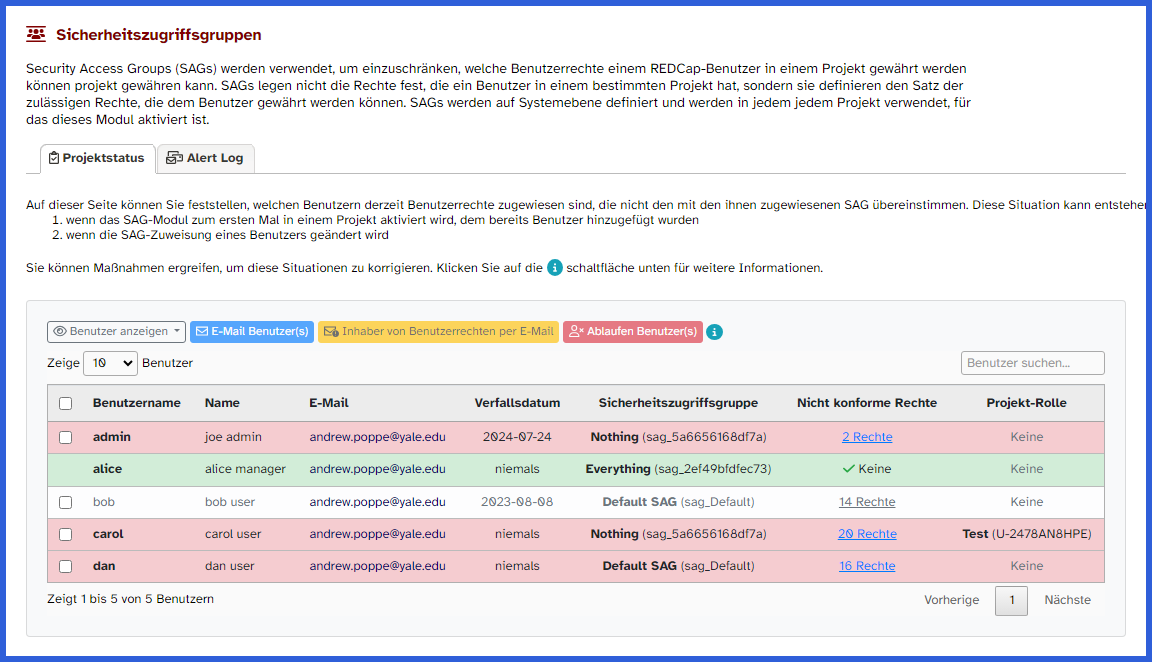 Sicherheitszugriffsgruppen
Security Access Groups (SAGs) werden verwendet, um einzuschränken, welche Benutzerrechte einem REDCap-Benutzer in einem Projekt gewährt werden
können projekt gewähren kann. SAGs legen nicht die Rechte fest, die ein Benutzer in einem bestimmten Projekt hat, sondern sie definieren den Satz der
zulässigen Rechte, die dem Benutzer gewährt werden können. SAGs werden auf Systemebene definiert und werden in jedem jedem Projekt verwendet, für
das dieses Modul aktiviert ist.
Projektstatus Alert Log
Auf dieser Seite können Sie feststellen, welchen Benutzern derzeit Benutzerrechte zugewiesen sind, die nicht den mit den ihnen zugewiesenen SAG übereinstimmen. Diese Situation kann entstehen
1. wenn das SAG-Modul zum ersten Mal in einem Projekt aktiviert wird, dem bereits Benutzer hinzugefügt wurden
2. wenn die SAG-Zuweisung eines Benutzers geändert wird
Sie können Maßnahmen ergreifen, um diese Situationen zu korrigieren. Klicken Sie auf die i schaltfläche unten für weitere Informationen.
Benutzer anzeigen E-Mail Benutzer(s) Inhaber von Benutzerrechten per E-Mail Ablaufen Benutzer(s) i
Zeige 10 Benutzer Benutzer suchen...
Benutzername Name E-Mail Verfallsdatum Sicherheitszugriffsgruppe Nicht konforme Rechte Projekt-Rolle
admin joe admin andrew.poppe@yale.edu 2024-07-24 Nothing (sag_5a6656168df7a) 2 Rechte Keine
alice alice manager andrew.poppe@yale.edu niemals Everything (sag_2ef49bfdfec73) ✓ Keine Keine
bob bob user andrew.poppe@yale.edu 2023-08-08 Default SAG (sag_Default) 14 Rechte Keine
carol carol user andrew.poppe@yale.edu niemals Nothing (sag_5a6656168df7a) 20 Rechte Test (U-2478AN8HPE)
dan dan user andrew.poppe@yale.edu niemals Default SAG (sag_Default) 16 Rechte Keine
Zeigt 1 bis 5 von 5 Benutzern Vorherige 1 Nächste